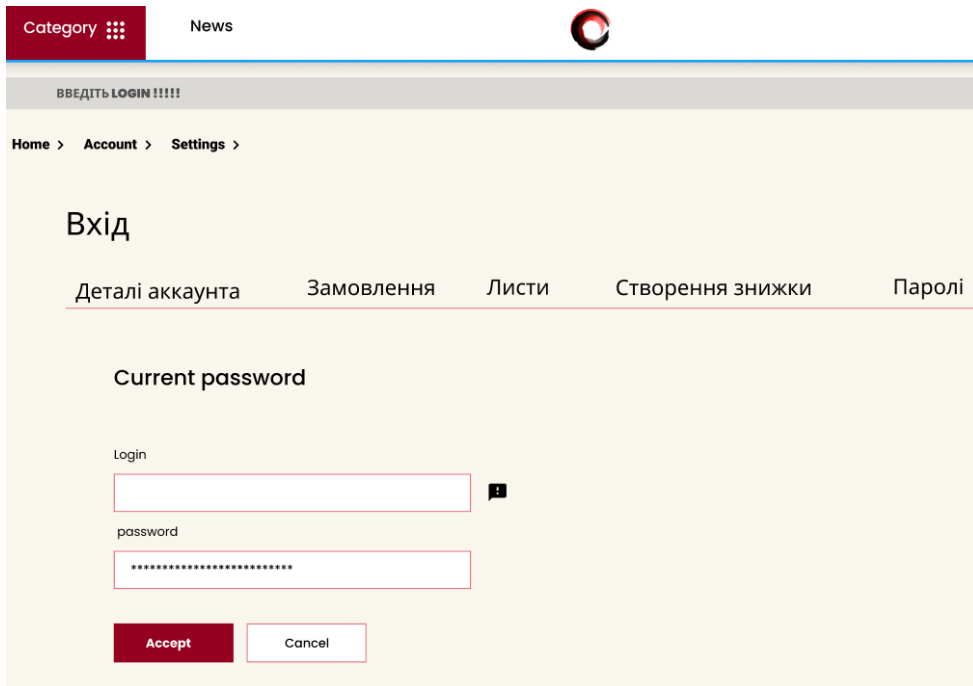 Category
News
ВВЕДІТЬ LOGIN !!!!!
Home > Account > Settings >
Вхід
Деталі аккаунта Замовлення Листи Створення знижки Паролі
Current password
Login
password
**************************
Accept Cancel